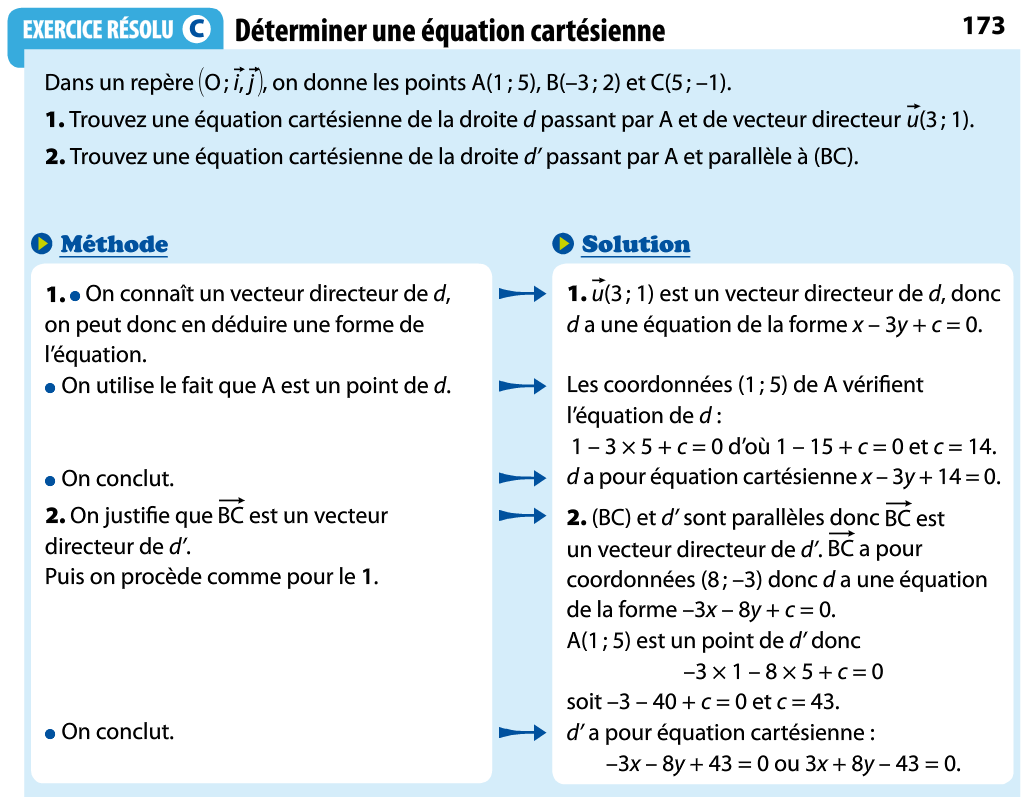 EXERCICE RÉSOLU C Déterminer une équation cartésienne 173
Dans un repère (O ; i⃗, j⃗), on donne les points A(1 ; 5), B(–3 ; 2) et C(5 ; –1).
1. Trouvez une équation cartésienne de la droite d passant par A et de vecteur directeur u⃗(3 ; 1).
2. Trouvez une équation cartésienne de la droite d′ passant par A et parallèle à (BC).
Méthode
1. • On connaît un vecteur directeur de d,
on peut donc en déduire une forme de
l’équation.
• On utilise le fait que A est un point de d.
• On conclut.
2. On justifie que BC⃗ est un vecteur
directeur de d′.
Puis on procède comme pour le 1.
• On conclut.
Solution
1. u⃗(3 ; 1) est un vecteur directeur de d, donc
d a une équation de la forme x – 3y + c = 0.
Les coordonnées (1 ; 5) de A vérifient
l’équation de d :
1 – 3 × 5 + c = 0 d’où 1 – 15 + c = 0 et c = 14.
d a pour équation cartésienne x – 3y + 14 = 0.
2. (BC) et d′ sont parallèles donc BC⃗ est
un vecteur directeur de d′. BC⃗ a pour
coordonnées (8 ; –3) donc d a une équation
de la forme –3x – 8y + c = 0.
A(1 ; 5) est un point de d′ donc
–3 × 1 – 8 × 5 + c = 0
soit –3 – 40 + c = 0 et c = 43.
d′ a pour équation cartésienne :
–3x – 8y + 43 = 0 ou 3x + 8y – 43 = 0.